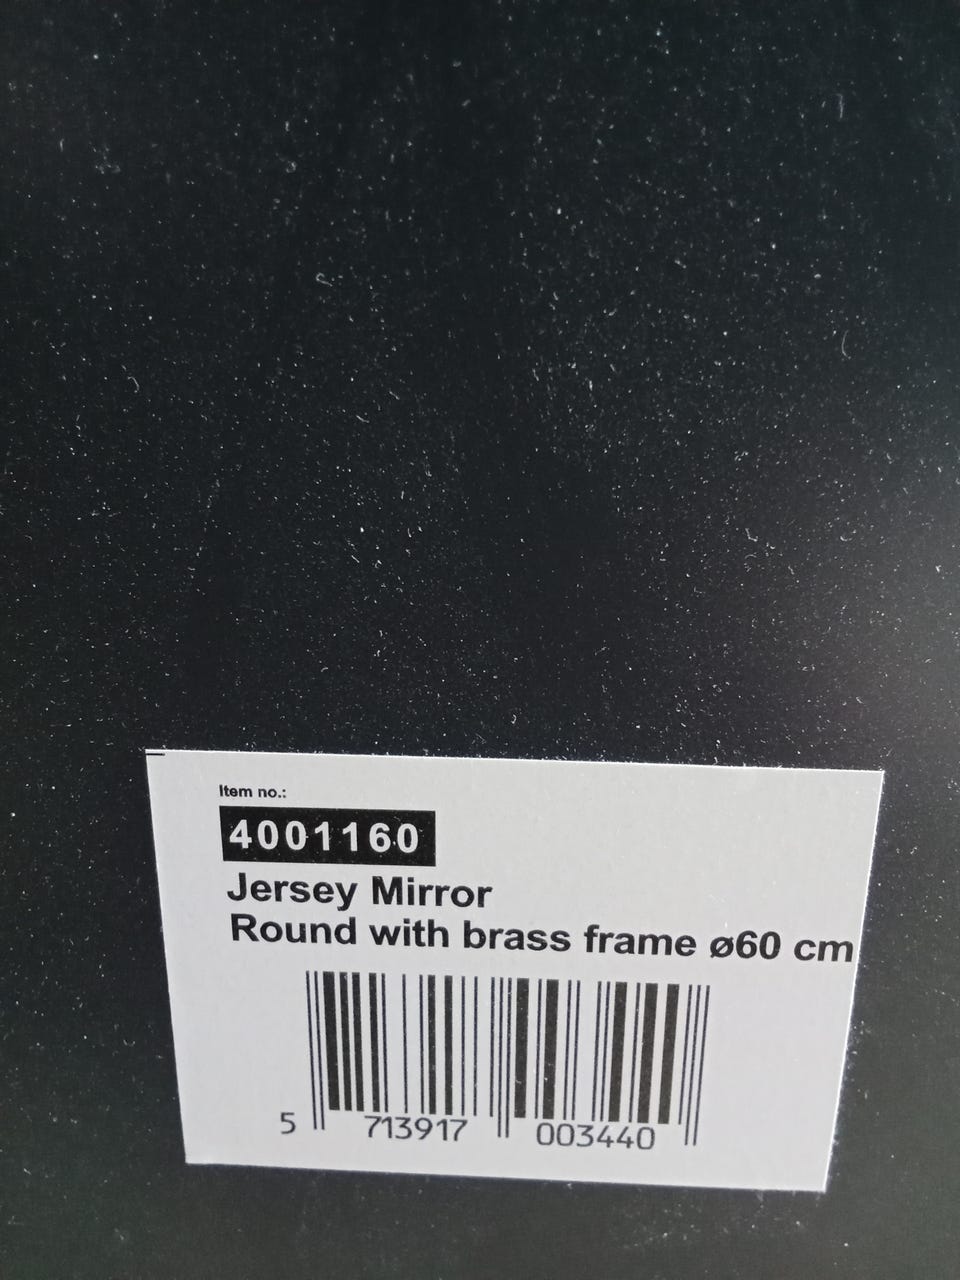 Item no.:
4001160
Jersey Mirror
Round with brass frame ø60 cm
5 713917 003440